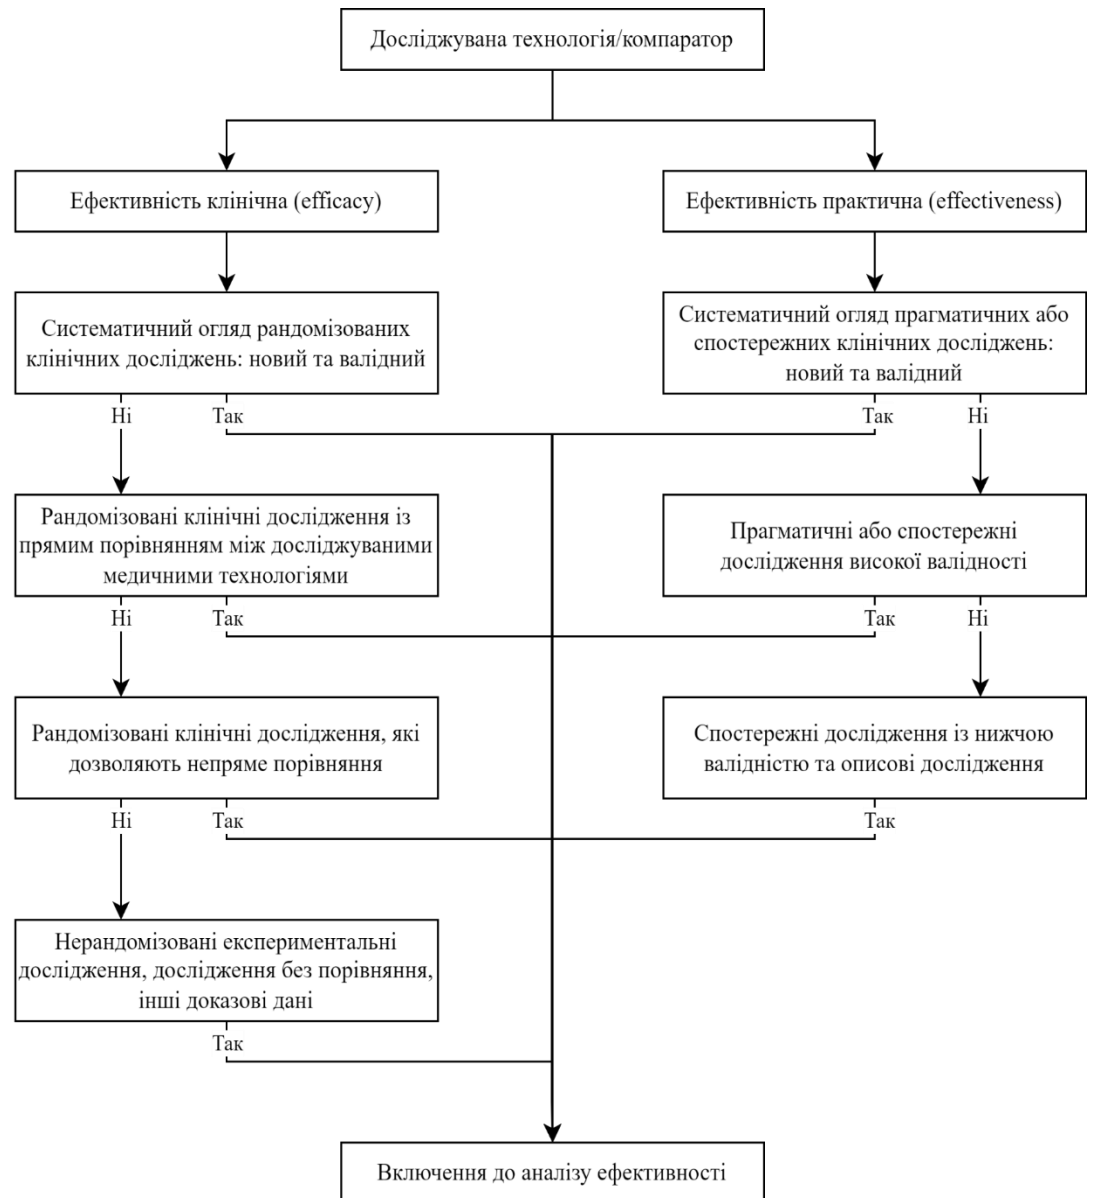 Досліджувана технологія/компаратор
Ефективність клінічна (efficacy)
Ефективність практична (effectiveness)
Систематичний огляд рандомізованих
клінічних досліджень: новий та валідний
Систематичний огляд прагматичних або
спостережних клінічних досліджень:
новий та валідний
Ні
Так
Так
Ні
Рандомізовані клінічні дослідження із
прямим порівнянням між досліджуваними
медичними технологіями
Прагматичні або спостережні
дослідження високої валідності
Ні
Так
Так
Ні
Рандомізовані клінічні дослідження, які
дозволяють непряме порівняння
Спостережні дослідження із нижчою
валідністю та описові дослідження
Ні
Так
Так
Нерандомізовані експериментальні
дослідження, дослідження без порівняння,
інші доказові дані
Так
Включення до аналізу ефективності